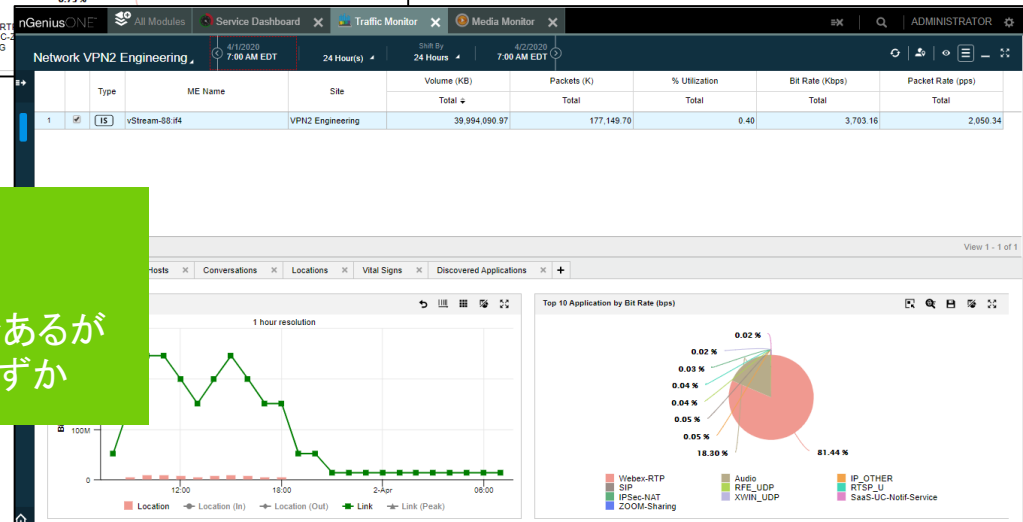 nGeniusONE
All Modules
Service Dashboard
Traffic Monitor
Media Monitor
ADMINISTRATOR
Network VPN2 Engineering
4/1/2020
7:00 AM EDT
24 Hour(s)
Shift By
24 Hours
4/2/2020
7:00 AM EDT
Type
ME Name
Site
Volume (KB)
Packets (K)
% Utilization
Bit Rate (Kbps)
Packet Rate (pps)
Total
Total
Total
Total
Total
1
IS
vStream-88:if4
VPN2 Engineering
39,994,090.97
177,149.70
0.40
3,703.16
2,050.34
View 1 - 1 of 1
Hosts
Conversations
Locations
Vital Signs
Discovered Applications
+
あるが
ずか
1 hour resolution
100M
0
12:00
18:00
2-Apr
06:00
Location
Location (In)
Location (Out)
Link
Link (Peak)
Top 10 Application by Bit Rate (bps)
0.02 %
0.02 %
0.03 %
0.04 %
0.04 %
0.05 %
0.05 %
18.30 %
81.44 %
Webex-RTP
Audio
IP_OTHER
SIP
RFE_UDP
RTSP_U
IPSec-NAT
XWIN_UDP
SaaS-UC-Notif-Service
ZOOM-Sharing